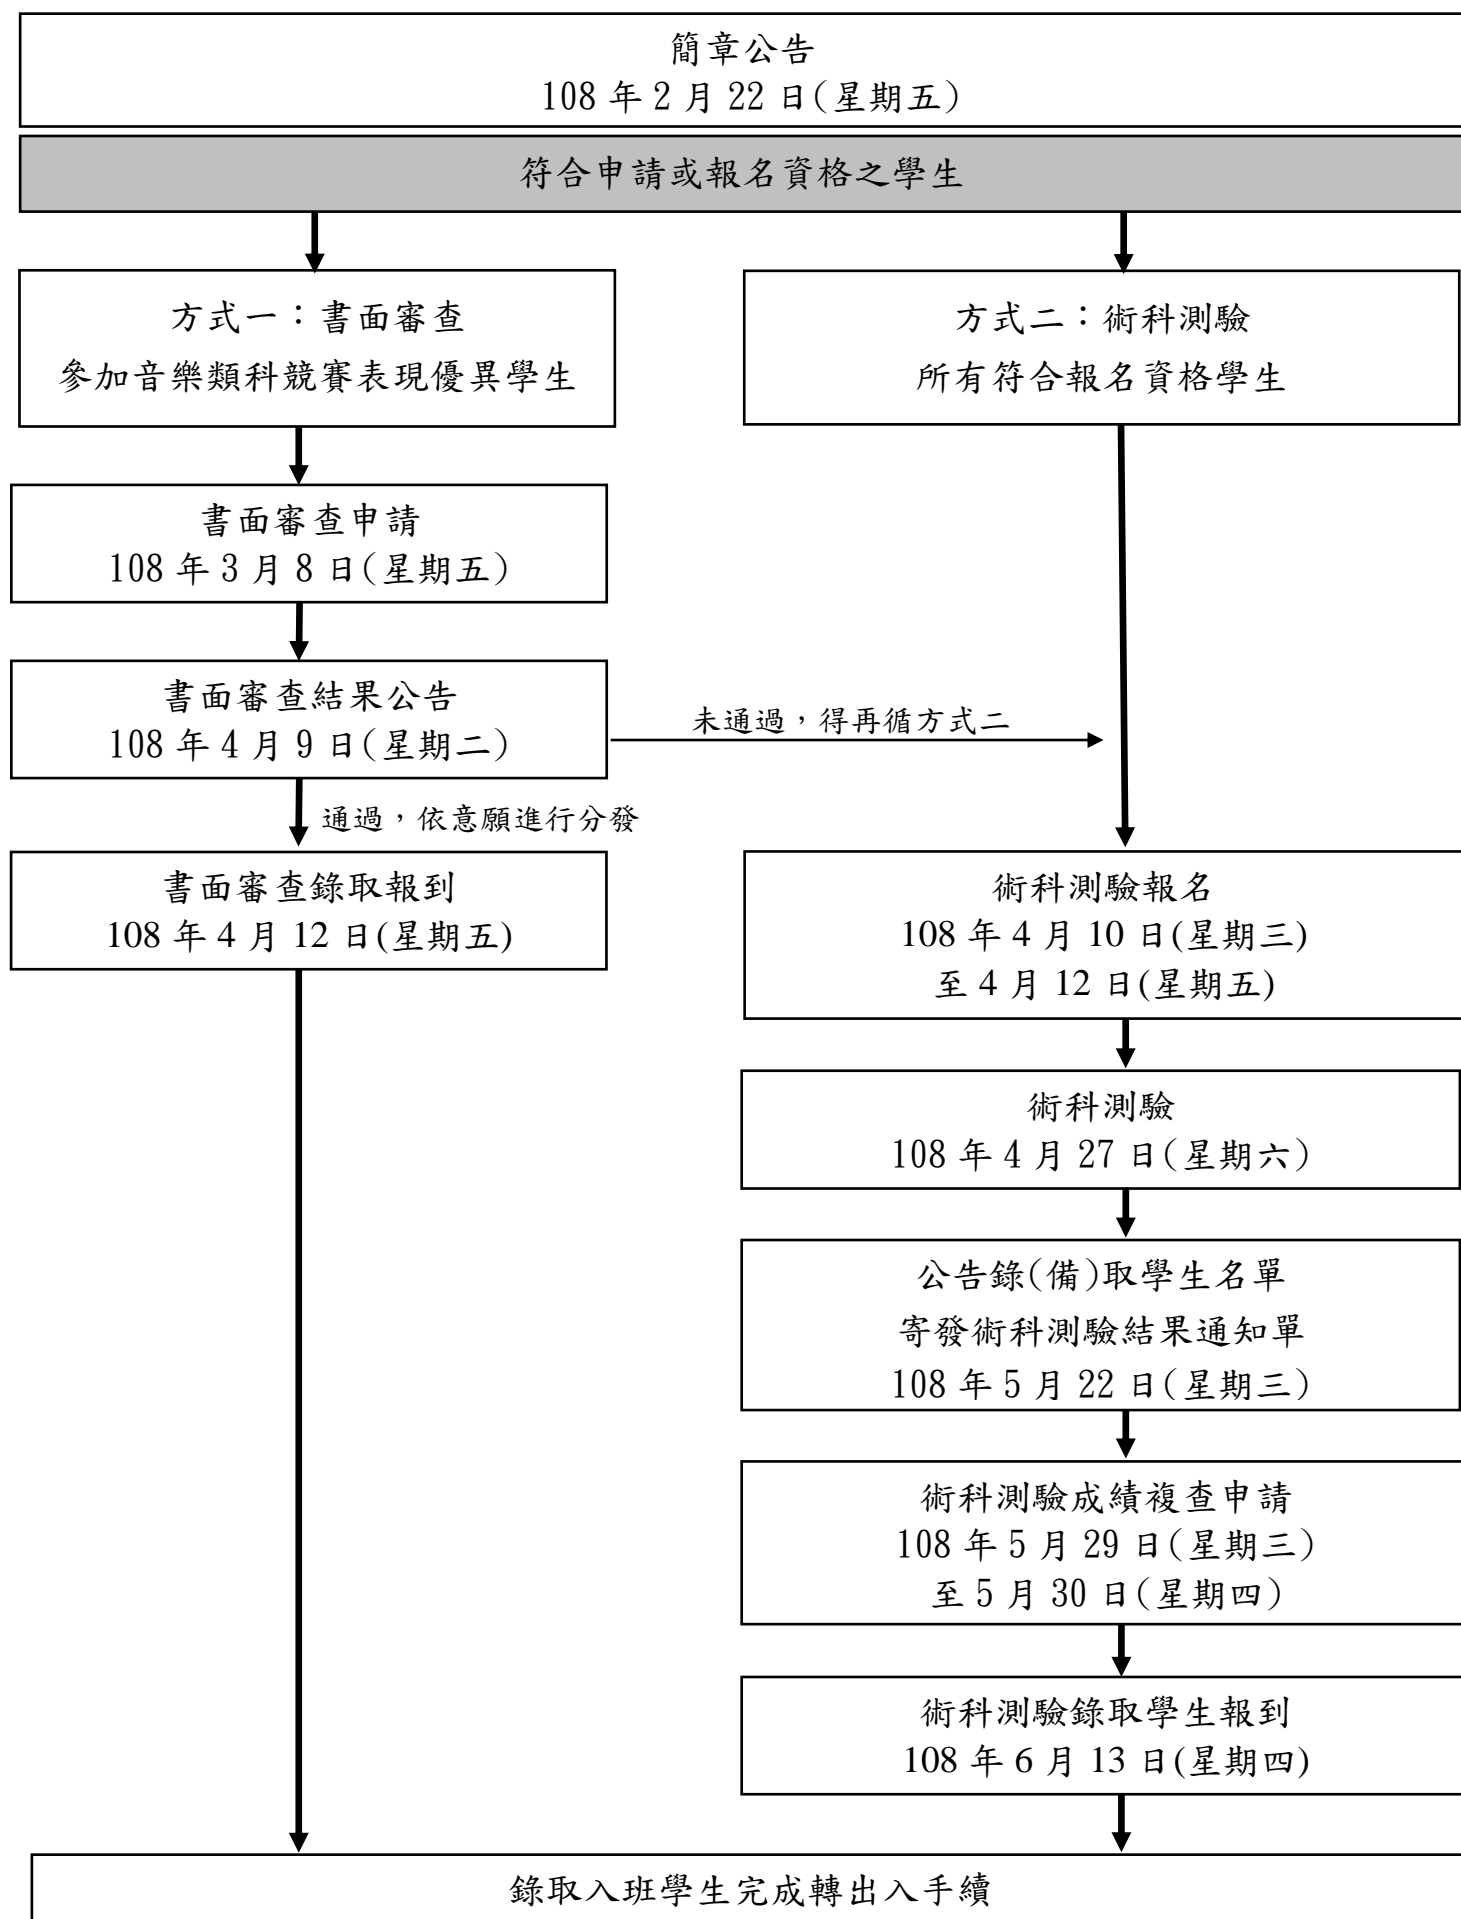 簡章公告
108 年 2 月 22 日(星期五)
符合申請或報名資格之學生
方式一：書面審查
參加音樂類科競賽表現優異學生
方式二：術科測驗
所有符合報名資格學生
書面審查申請
108 年 3 月 8 日(星期五)
書面審查結果公告
108 年 4 月 9 日(星期二)
未通過，得再循方式二
通過，依意願進行分發
書面審查錄取報到
108 年 4 月 12 日(星期五)
術科測驗報名
108 年 4 月 10 日(星期三)
至 4 月 12 日(星期五)
術科測驗
108 年 4 月 27 日(星期六)
公告錄(備)取學生名單
寄發術科測驗結果通知單
108 年 5 月 22 日(星期三)
術科測驗成績複查申請
108 年 5 月 29 日(星期三)
至 5 月 30 日(星期四)
術科測驗錄取學生報到
108 年 6 月 13 日(星期四)
錄取入班學生完成轉出入手續